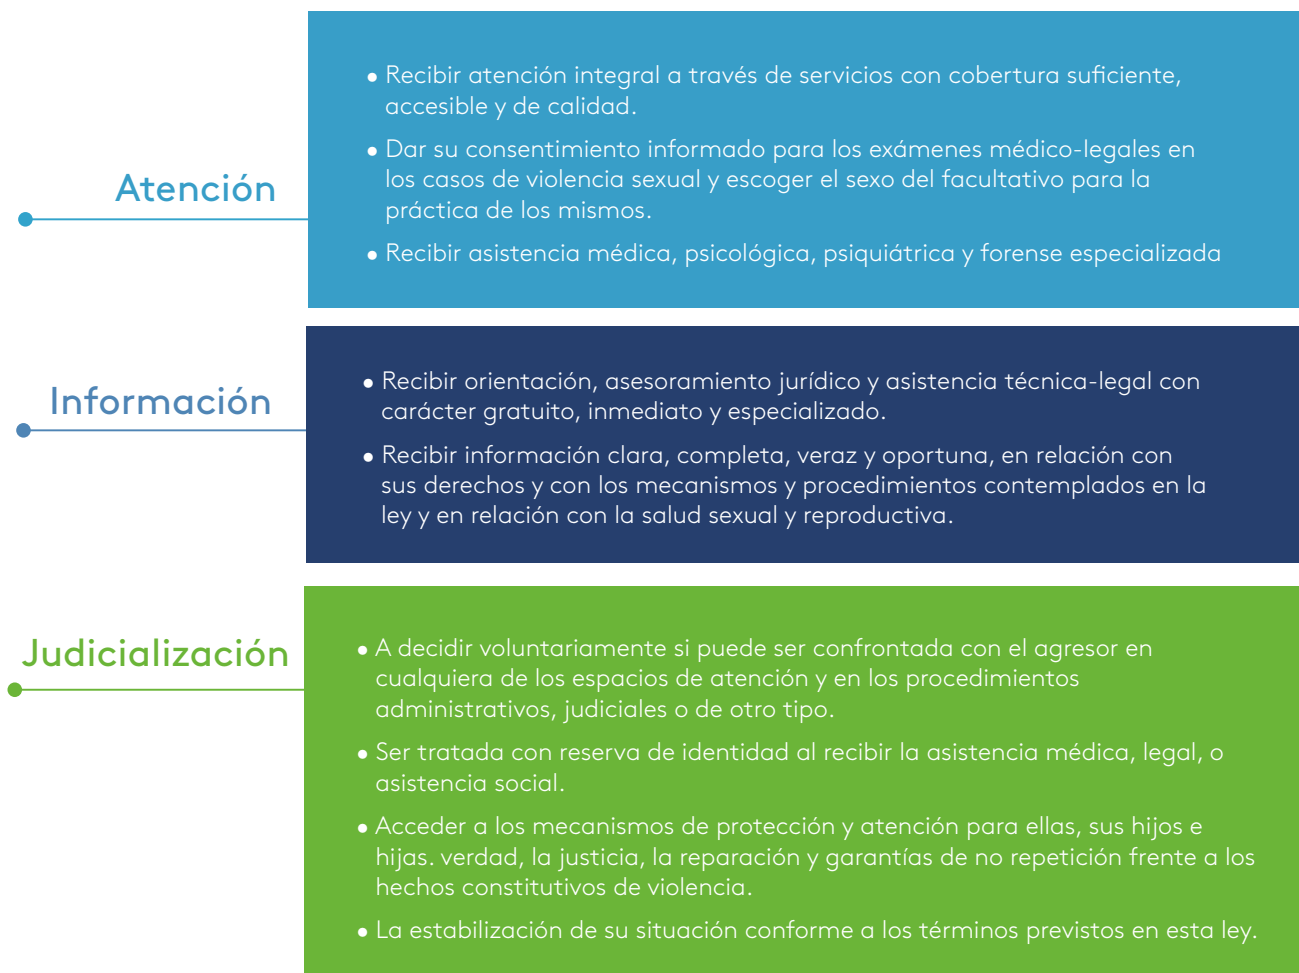 Atención
• Recibir atención integral a través de servicios con cobertura suficiente,
accesible y de calidad.
• Dar su consentimiento informado para los exámenes médico-legales en
los casos de violencia sexual y escoger el sexo del facultativo para la
práctica de los mismos.
• Recibir asistencia médica, psicológica, psiquiátrica y forense especializada
Información
• Recibir orientación, asesoramiento jurídico y asistencia técnica-legal con
carácter gratuito, inmediato y especializado.
• Recibir información clara, completa, veraz y oportuna, en relación con
sus derechos y con los mecanismos y procedimientos contemplados en la
ley y en relación con la salud sexual y reproductiva.
Judicialización
• A decidir voluntariamente si puede ser confrontada con el agresor en
cualquiera de los espacios de atención y en los procedimientos
administrativos, judiciales o de otro tipo.
• Ser tratada con reserva de identidad al recibir la asistencia médica, legal, o
asistencia social.
• Acceder a los mecanismos de protección y atención para ellas, sus hijos e
hijas. verdad, la justicia, la reparación y garantías de no repetición frente a los
hechos constitutivos de violencia.
• La estabilización de su situación conforme a los términos previstos en esta ley.